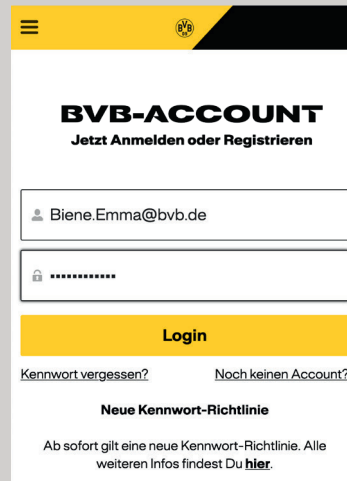 BVB
09
BVB-ACCOUNT
Jetzt Anmelden oder Registrieren
Biene.Emma@bvb.de
Login
Kennwort vergessen? Noch keinen Account?
Neue Kennwort-Richtlinie
Ab sofort gilt eine neue Kennwort-Richtlinie. Alle
weiteren Infos findest Du hier.